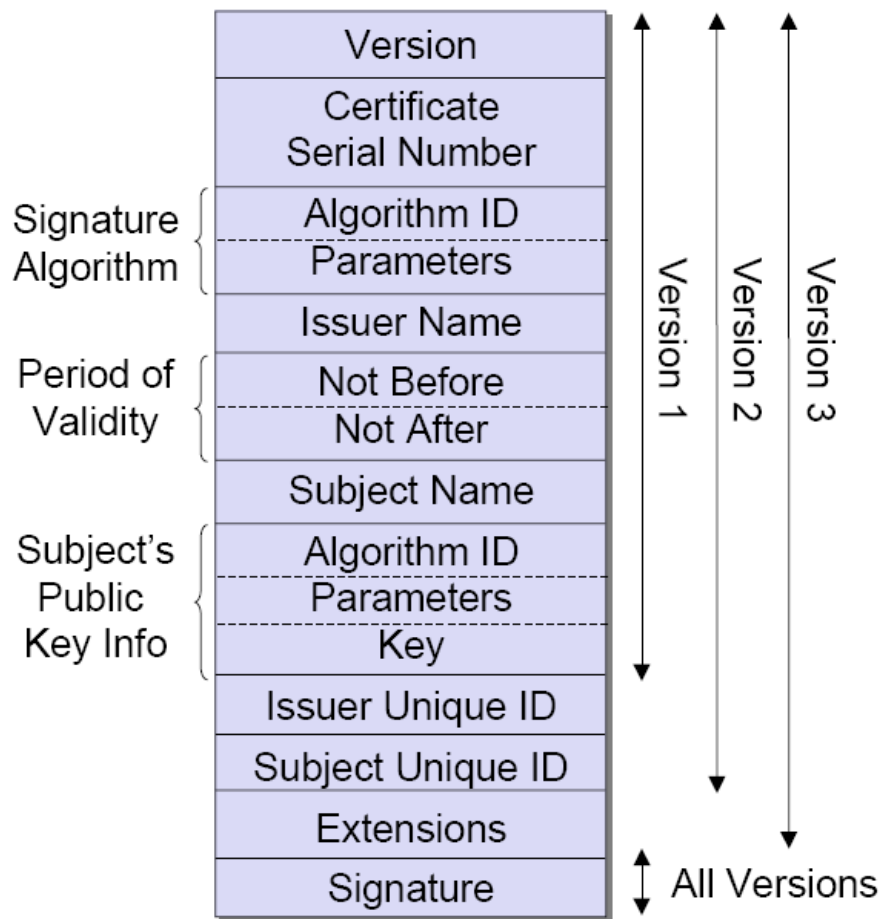 Version
Certificate
Serial Number
Signature
Algorithm
Algorithm ID
Parameters
Issuer Name
Period of
Validity
Not Before
Not After
Subject Name
Subject's
Public
Key Info
Algorithm ID
Parameters
Key
Issuer Unique ID
Subject Unique ID
Extensions
Signature
Version 1
Version 2
Version 3
All Versions